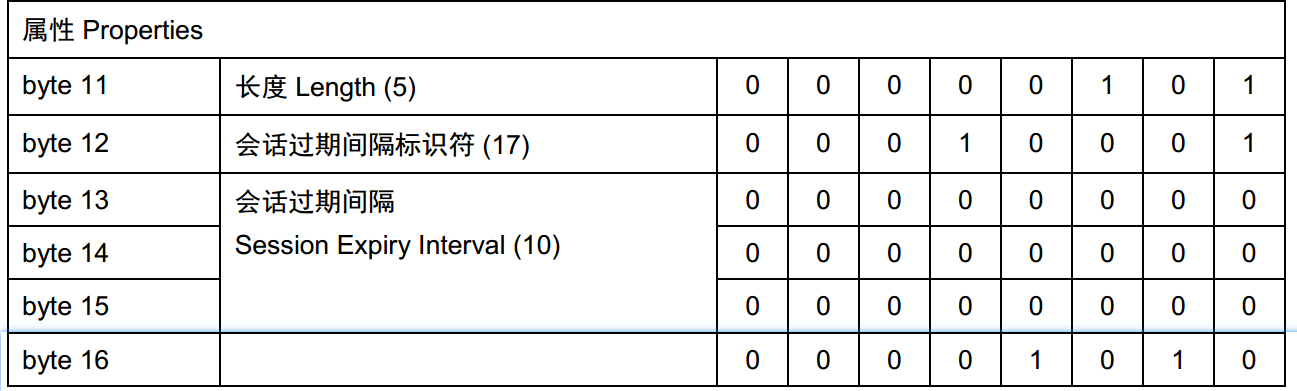 属性 Properties
byte 11 长度 Length (5) 0 0 0 0 0 1 0 1
byte 12 会话过期间隔标识符 (17) 0 0 0 1 0 0 0 1
byte 13 会话过期间隔 0 0 0 0 0 0 0 0
byte 14 Session Expiry Interval (10) 0 0 0 0 0 0 0 0
byte 15 0 0 0 0 0 0 0 0
byte 16 0 0 0 0 1 0 1 0